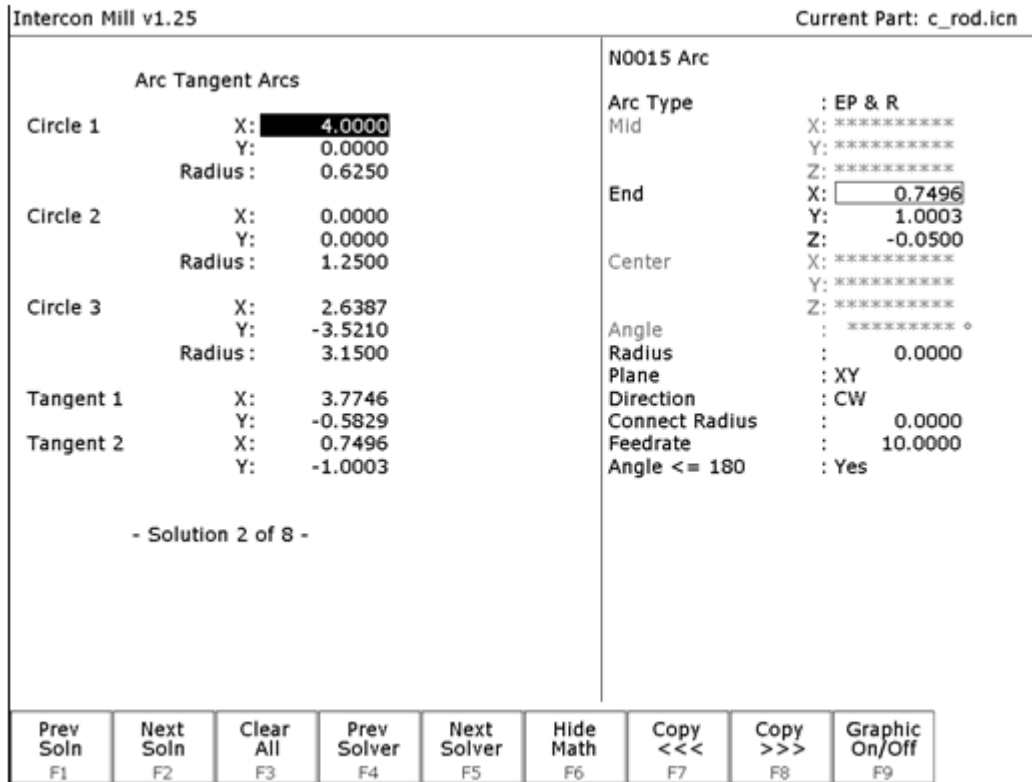 Intercon Mill v1.25 Current Part: c_rod.icn
Arc Tangent Arcs
Circle 1 X: 4.0000
Y: 0.0000
Radius : 0.6250
Circle 2 X: 0.0000
Y: 0.0000
Radius : 1.2500
Circle 3 X: 2.6387
Y: -3.5210
Radius : 3.1500
Tangent 1 X: 3.7746
Y: -0.5829
Tangent 2 X: 0.7496
Y: -1.0003
- Solution 2 of 8 -
N0015 Arc
Arc Type : EP & R
Mid X: **********
Y: **********
Z: **********
End X: 0.7496
Y: 1.0003
Z: -0.0500
Center X: **********
Y: **********
Z: **********
Angle : ********* °
Radius : 0.0000
Plane : XY
Direction : CW
Connect Radius : 0.0000
Feedrate : 10.0000
Angle <= 180 : Yes
Prev Soln F1
Next Soln F2
Clear All F3
Prev Solver F4
Next Solver F5
Hide Math F6
Copy <<< F7
Copy >>> F8
Graphic On/Off F9